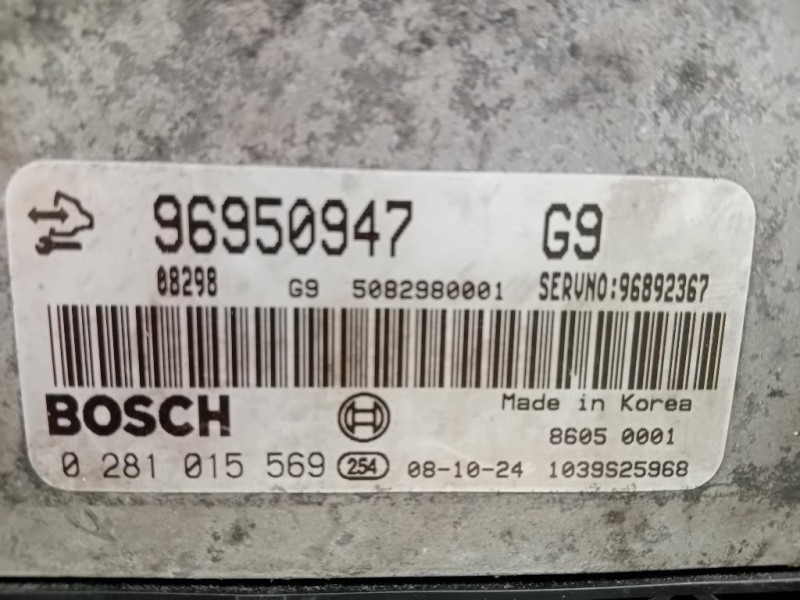 96950947 G9
08298 G9 5082980001 SERVNO:96892367
BOSCH Made in Korea
8605 0001
0 281 015 569 254 08-10-24 1039S25968